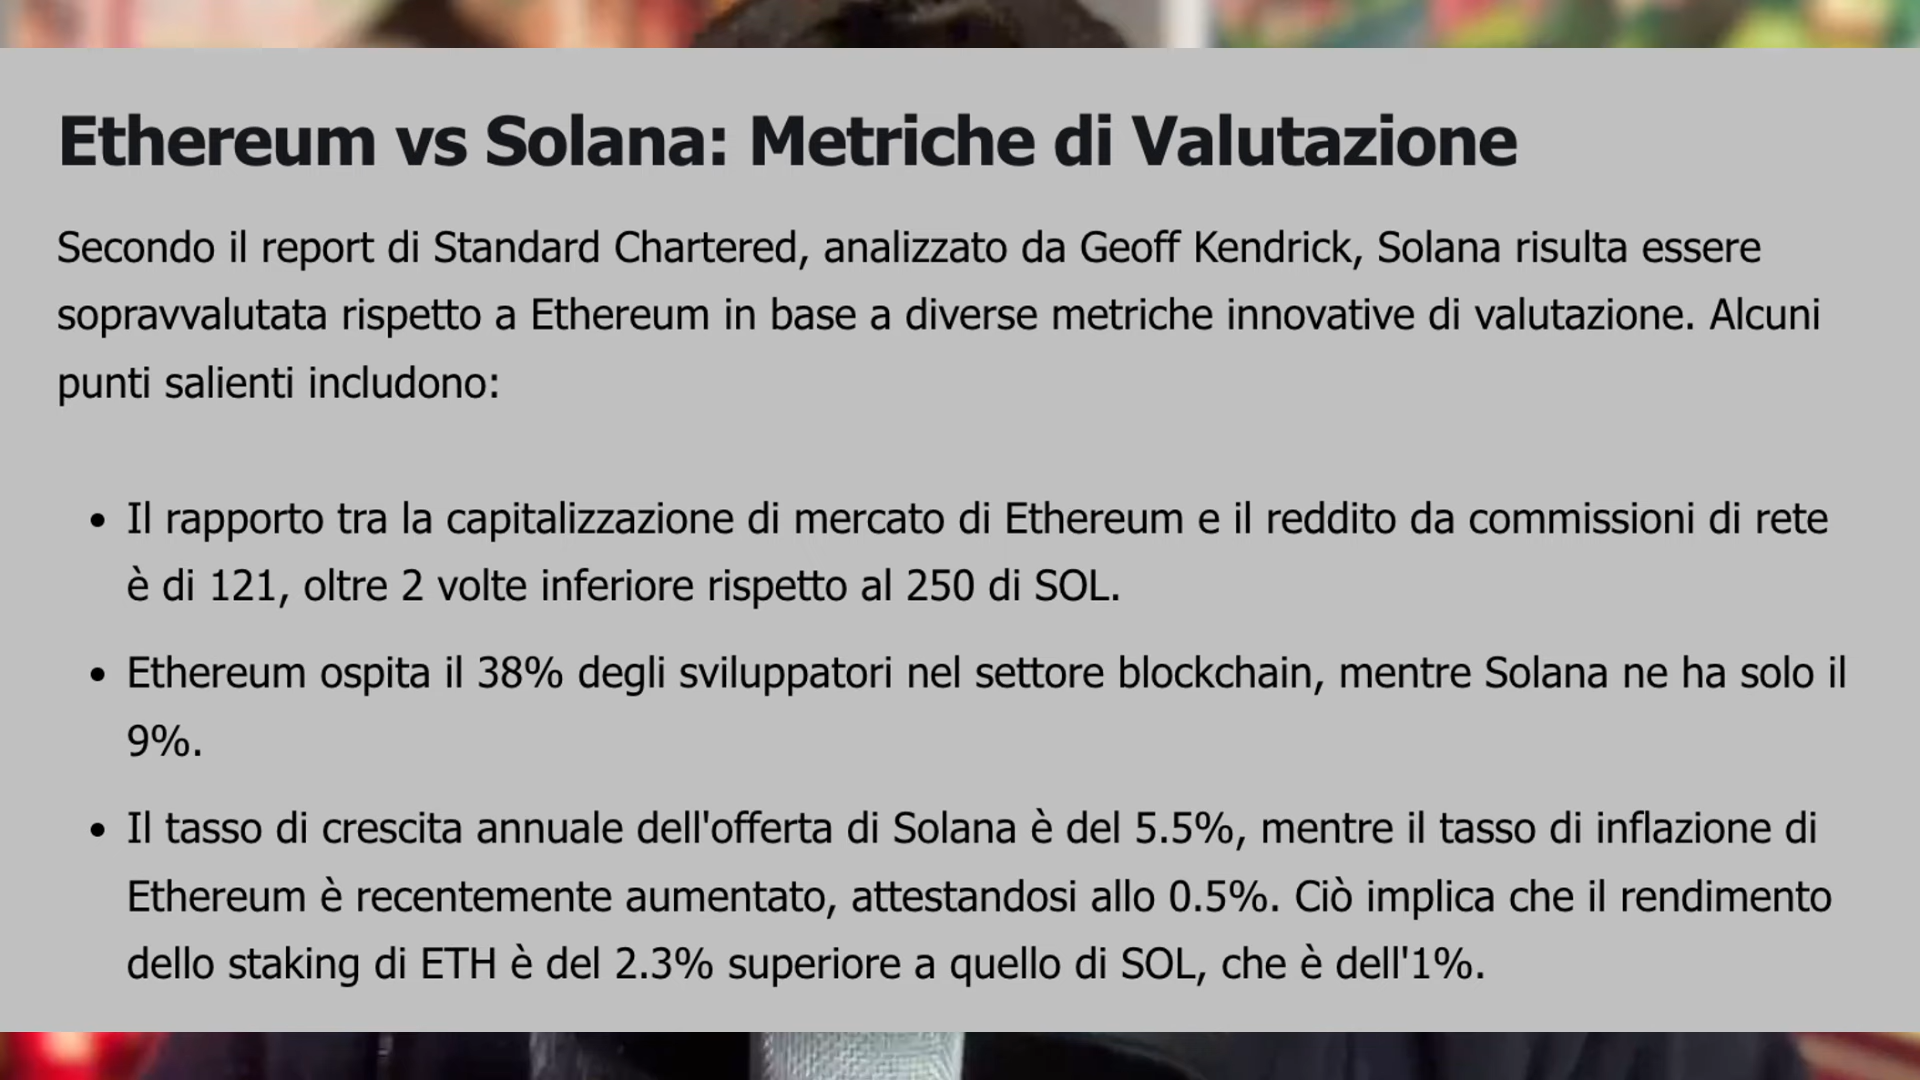 Ethereum vs Solana: Metriche di Valutazione
Secondo il report di Standard Chartered, analizzato da Geoff Kendrick, Solana risulta essere
sopravvalutata rispetto a Ethereum in base a diverse metriche innovative di valutazione. Alcuni
punti salienti includono:
• Il rapporto tra la capitalizzazione di mercato di Ethereum e il reddito da commissioni di rete
è di 121, oltre 2 volte inferiore rispetto al 250 di SOL.
• Ethereum ospita il 38% degli sviluppatori nel settore blockchain, mentre Solana ne ha solo il
9%.
• Il tasso di crescita annuale dell'offerta di Solana è del 5.5%, mentre il tasso di inflazione di
Ethereum è recentemente aumentato, attestandosi allo 0.5%. Ciò implica che il rendimento
dello staking di ETH è del 2.3% superiore a quello di SOL, che è dell'1%.